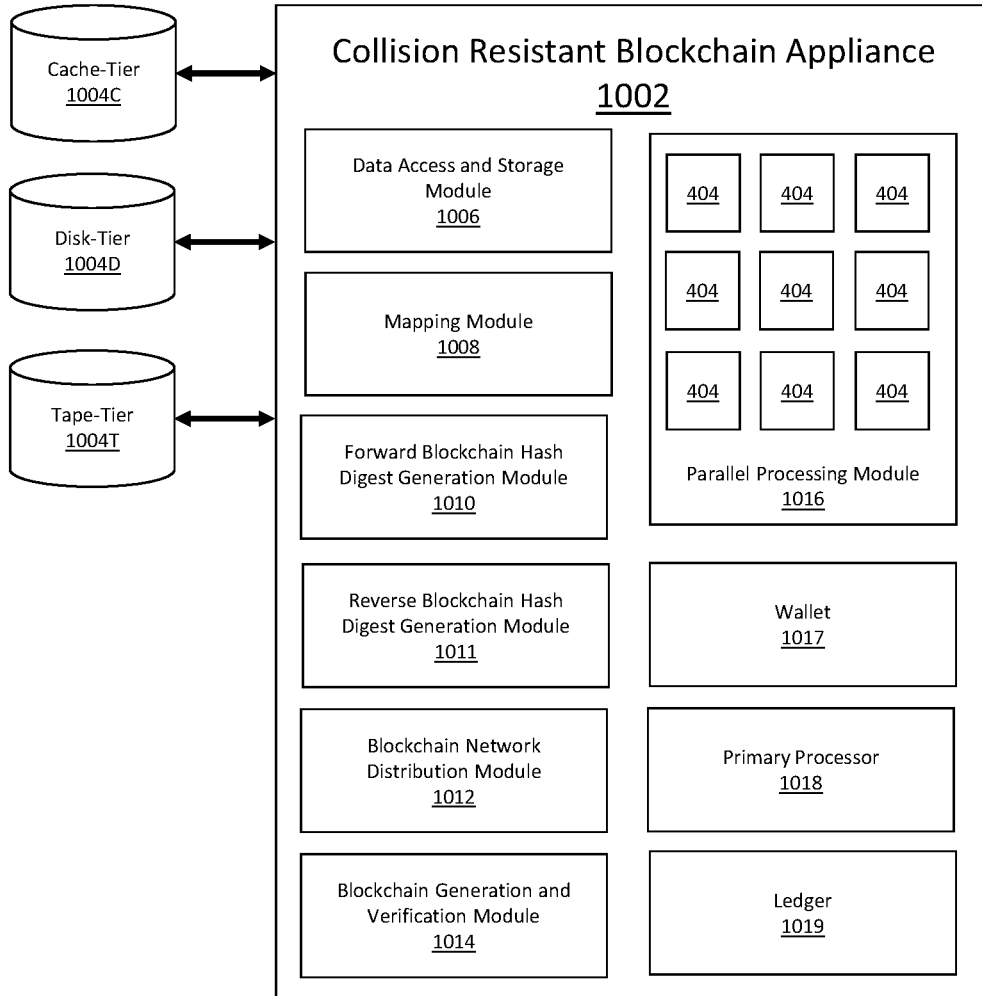 Cache-Tier
1004C
Disk-Tier
1004D
Tape-Tier
1004T
Collision Resistant Blockchain Appliance
1002
Data Access and Storage
Module
1006
Mapping Module
1008
Forward Blockchain Hash
Digest Generation Module
1010
Reverse Blockchain Hash
Digest Generation Module
1011
Blockchain Network
Distribution Module
1012
Blockchain Generation and
Verification Module
1014
404 404 404
404 404 404
404 404 404
Parallel Processing Module
1016
Wallet
1017
Primary Processor
1018
Ledger
1019